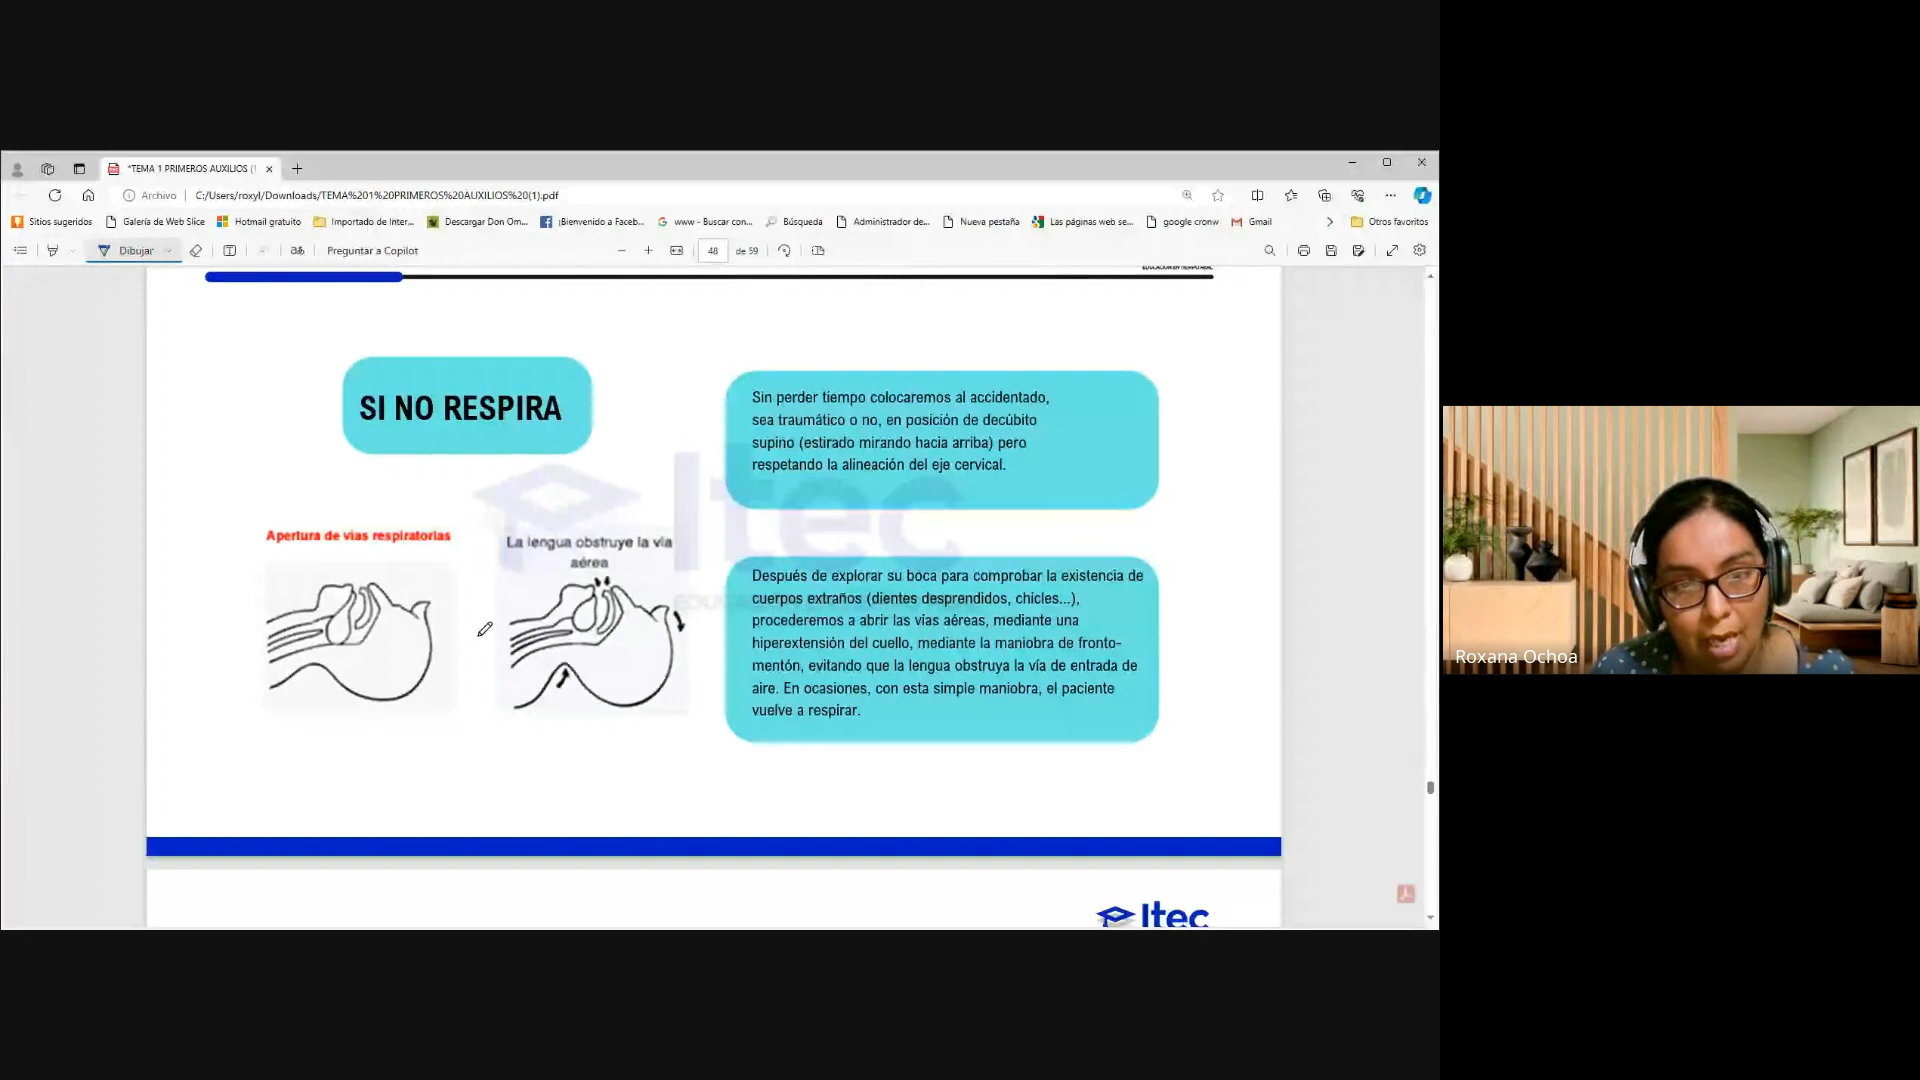 *TEMA 1 PRIMEROS AUXILIOS (1
Archivo
C:/Users/roxyl/Downloads/TEMA%201%20PRIMEROS%20AUXILIOS%20(1).pdf
Sitios sugeridos
Galería de Web Slice
Hotmail gratuito
Importado de Inter...
Descargar Don Om...
¡Bienvenido a Faceb...
www - Buscar con...
Búsqueda
Administrador de...
Nueva pestaña
Las páginas web se...
google cronw
Gmail
Otros favoritos
Dibujar
Preguntar a Copilot
48
de 59
EDUCACIÓN EN TIEMPO REAL
SI NO RESPIRA
Sin perder tiempo colocaremos al accidentado,
sea traumático o no, en posición de decúbito
supino (estirado mirando hacia arriba) pero
respetando la alineación del eje cervical.
Itec
Apertura de vías respiratorias
La lengua obstruye la vía
aérea
Después de explorar su boca para comprobar la existencia de
cuerpos extraños (dientes desprendidos, chicles...),
procederemos a abrir las vías aéreas, mediante una
hiperextensión del cuello, mediante la maniobra de fronto-
mentón, evitando que la lengua obstruya la vía de entrada de
aire. En ocasiones, con esta simple maniobra, el paciente
vuelve a respirar.
Itec
Roxana Ochoa